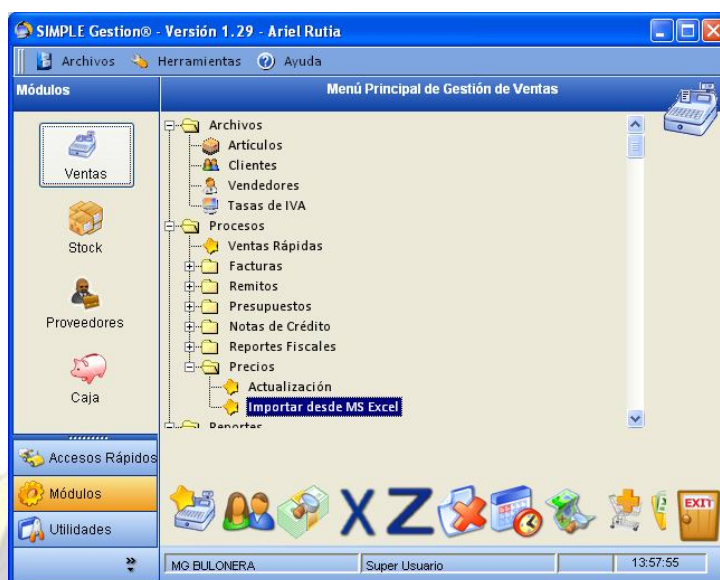 SIMPLE Gestion® - Versión 1.29 - Ariel Rutia
Archivos Herramientas Ayuda
Módulos
Menú Principal de Gestión de Ventas
Ventas
Stock
Proveedores
Caja
Archivos
Artículos
Clientes
Vendedores
Tasas de IVA
Procesos
Ventas Rápidas
Facturas
Remitos
Presupuestos
Notas de Crédito
Reportes Fiscales
Precios
Actualización
Importar desde MS Excel
Reportes
Accesos Rápidos
Módulos
Utilidades
X Z EXIT
MG BULONERA Super Usuario 13:57:55